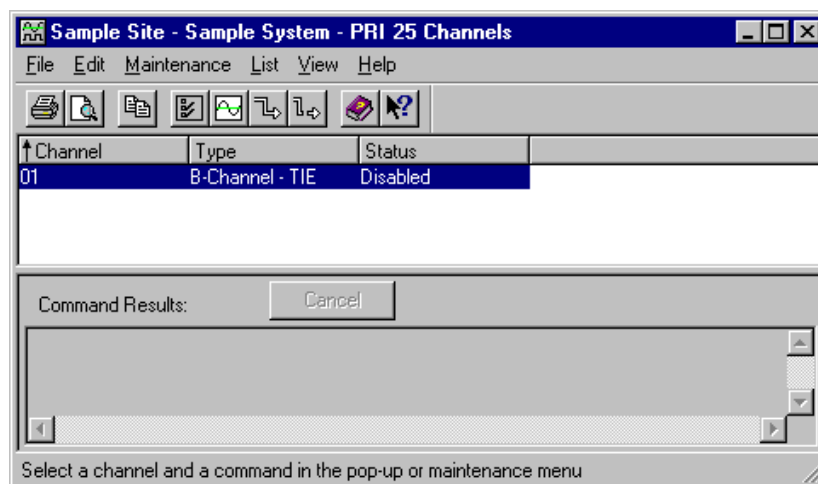 Sample Site - Sample System - PRI 25 Channels
File Edit Maintenance List View Help
Channel Type Status
01 B-Channel - TIE Disabled
Command Results: Cancel
Select a channel and a command in the pop-up or maintenance menu